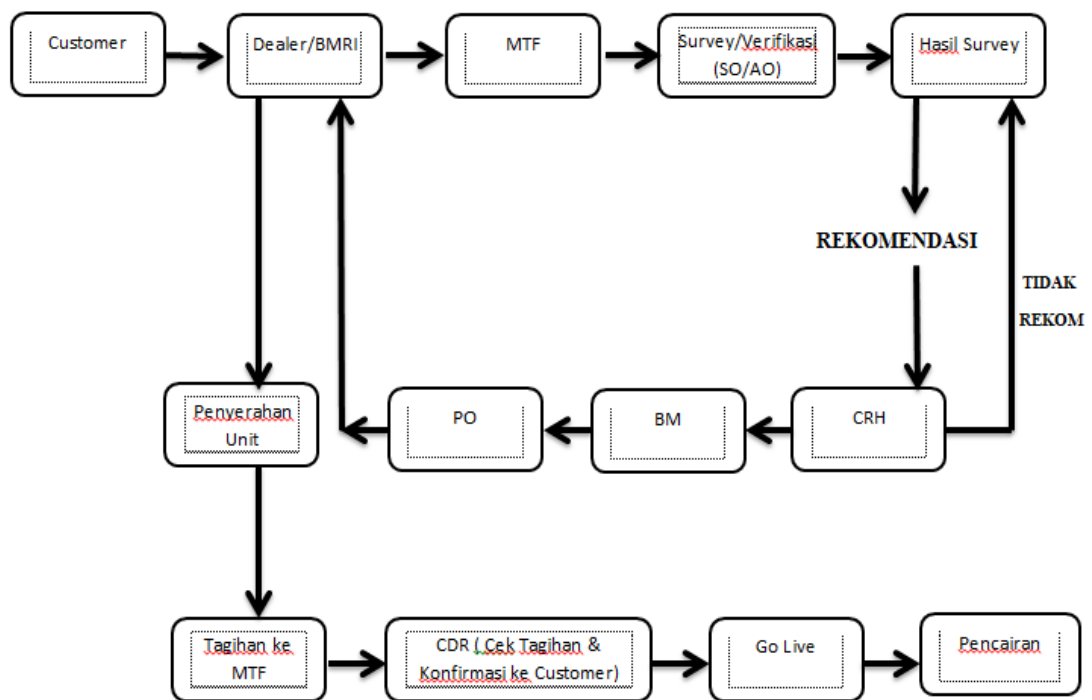 Customer
Dealer/BMRI
MTF
Survey/Verifikasi
(SO/AO)
Hasil Survey
REKOMENDASI
TIDAK
REKOM
Penyerahan
Unit
PO
BM
CRH
Tagihan ke
MTF
CDR ( Cek Tagihan &
Konfirmasi ke Customer)
Go Live
Pencairan